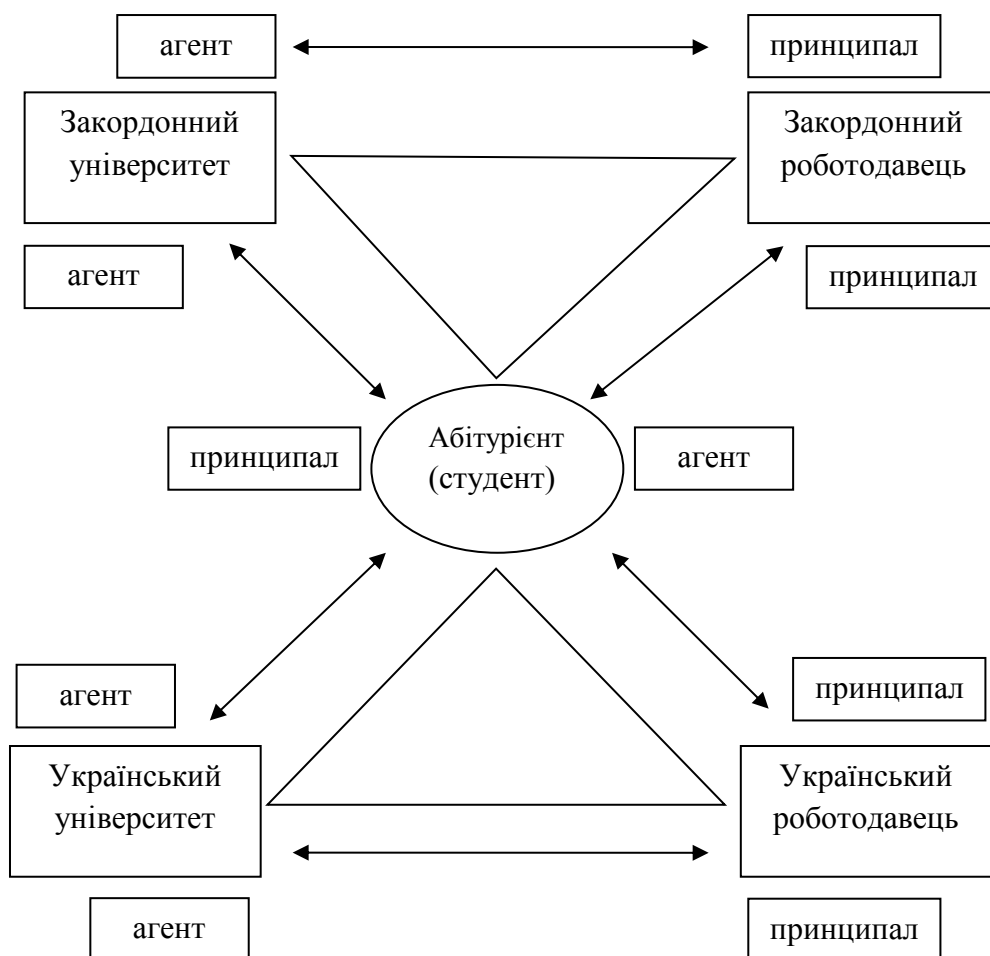 агент
принципал
Закордонний
університет
Закордонний
роботодавець
агент
принципал
принципал
Абітурієнт
(студент)
агент
агент
принципал
Український
університет
Український
роботодавець
агент
принципал